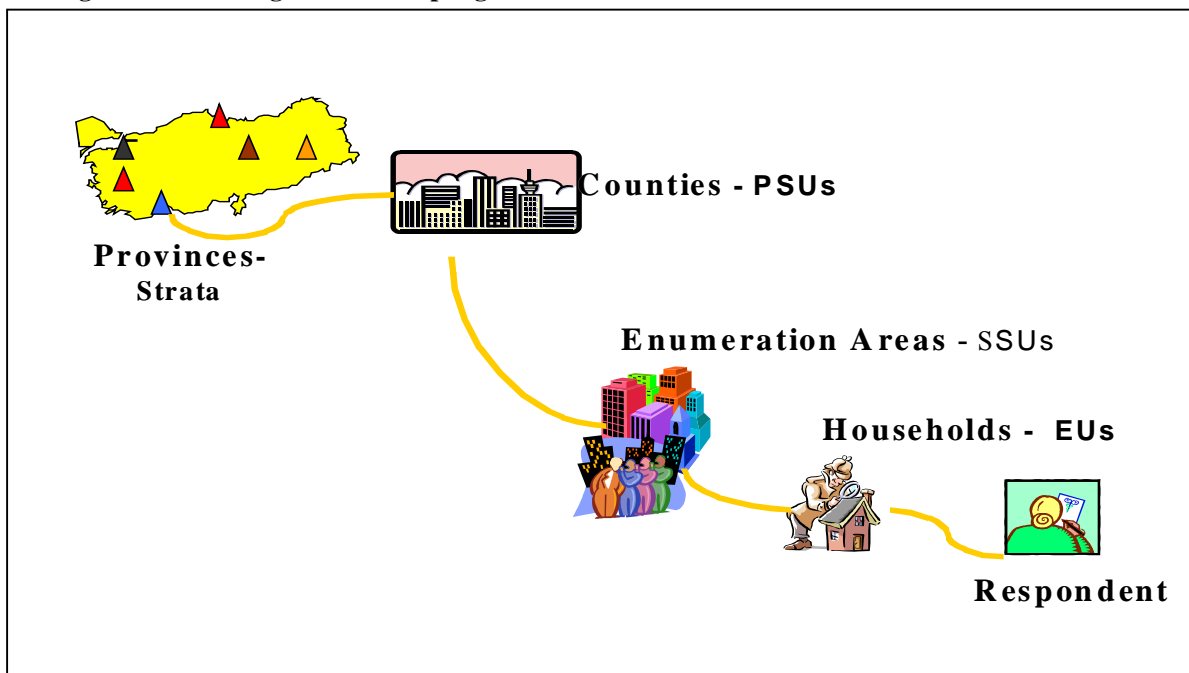 Counties - PSUs
Provinces-
Strata
Enumeration Areas - SSUs
Households - EUs
Respondent